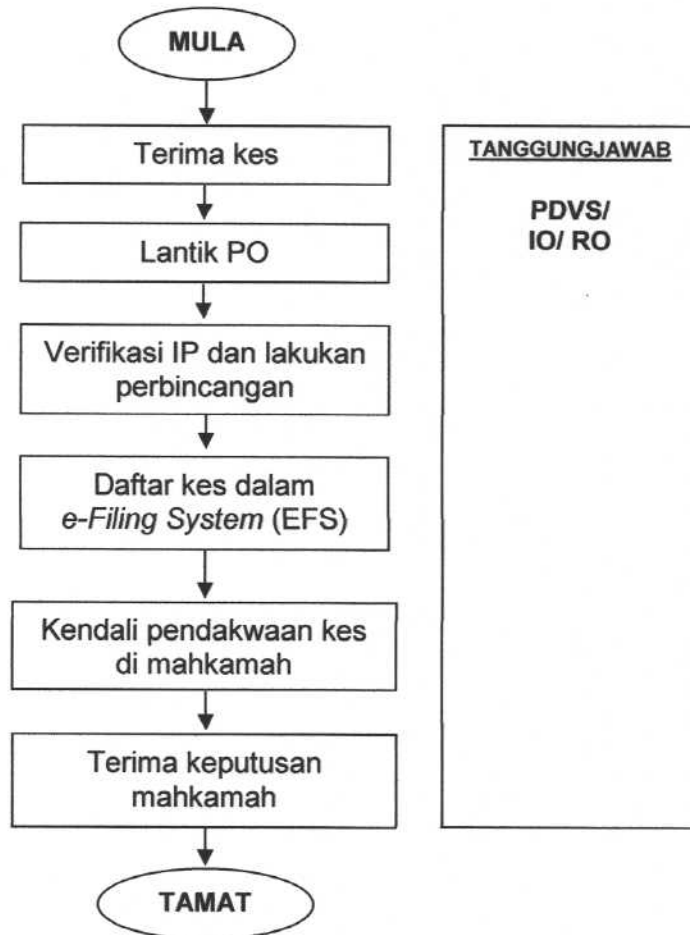 MULA
Terima kes
Lantik PO
Verifikasi IP dan lakukan
perbincangan
Daftar kes dalam
e-Filing System (EFS)
Kendali pendakwaan kes
di mahkamah
Terima keputusan
mahkamah
TAMAT
TANGGUNGJAWAB
PDVS/
IO/ RO